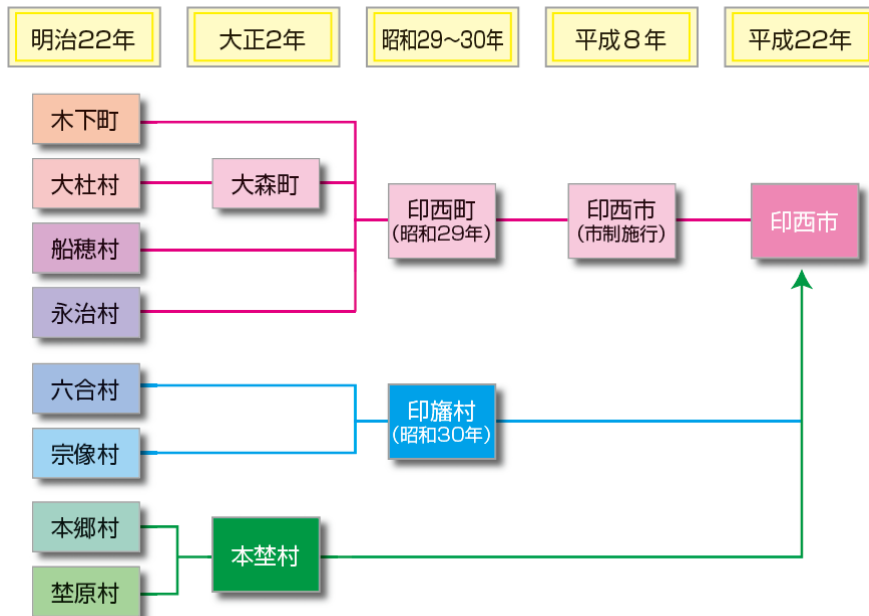 明治22年
大正2年
昭和29〜30年
平成8年
平成22年
木下町
大杜村
大森町
船穂村
永治村
印西町
(昭和29年)
印西市
(市制施行)
印西市
六合村
宗像村
印旛村
(昭和30年)
本郷村
埜原村
本埜村